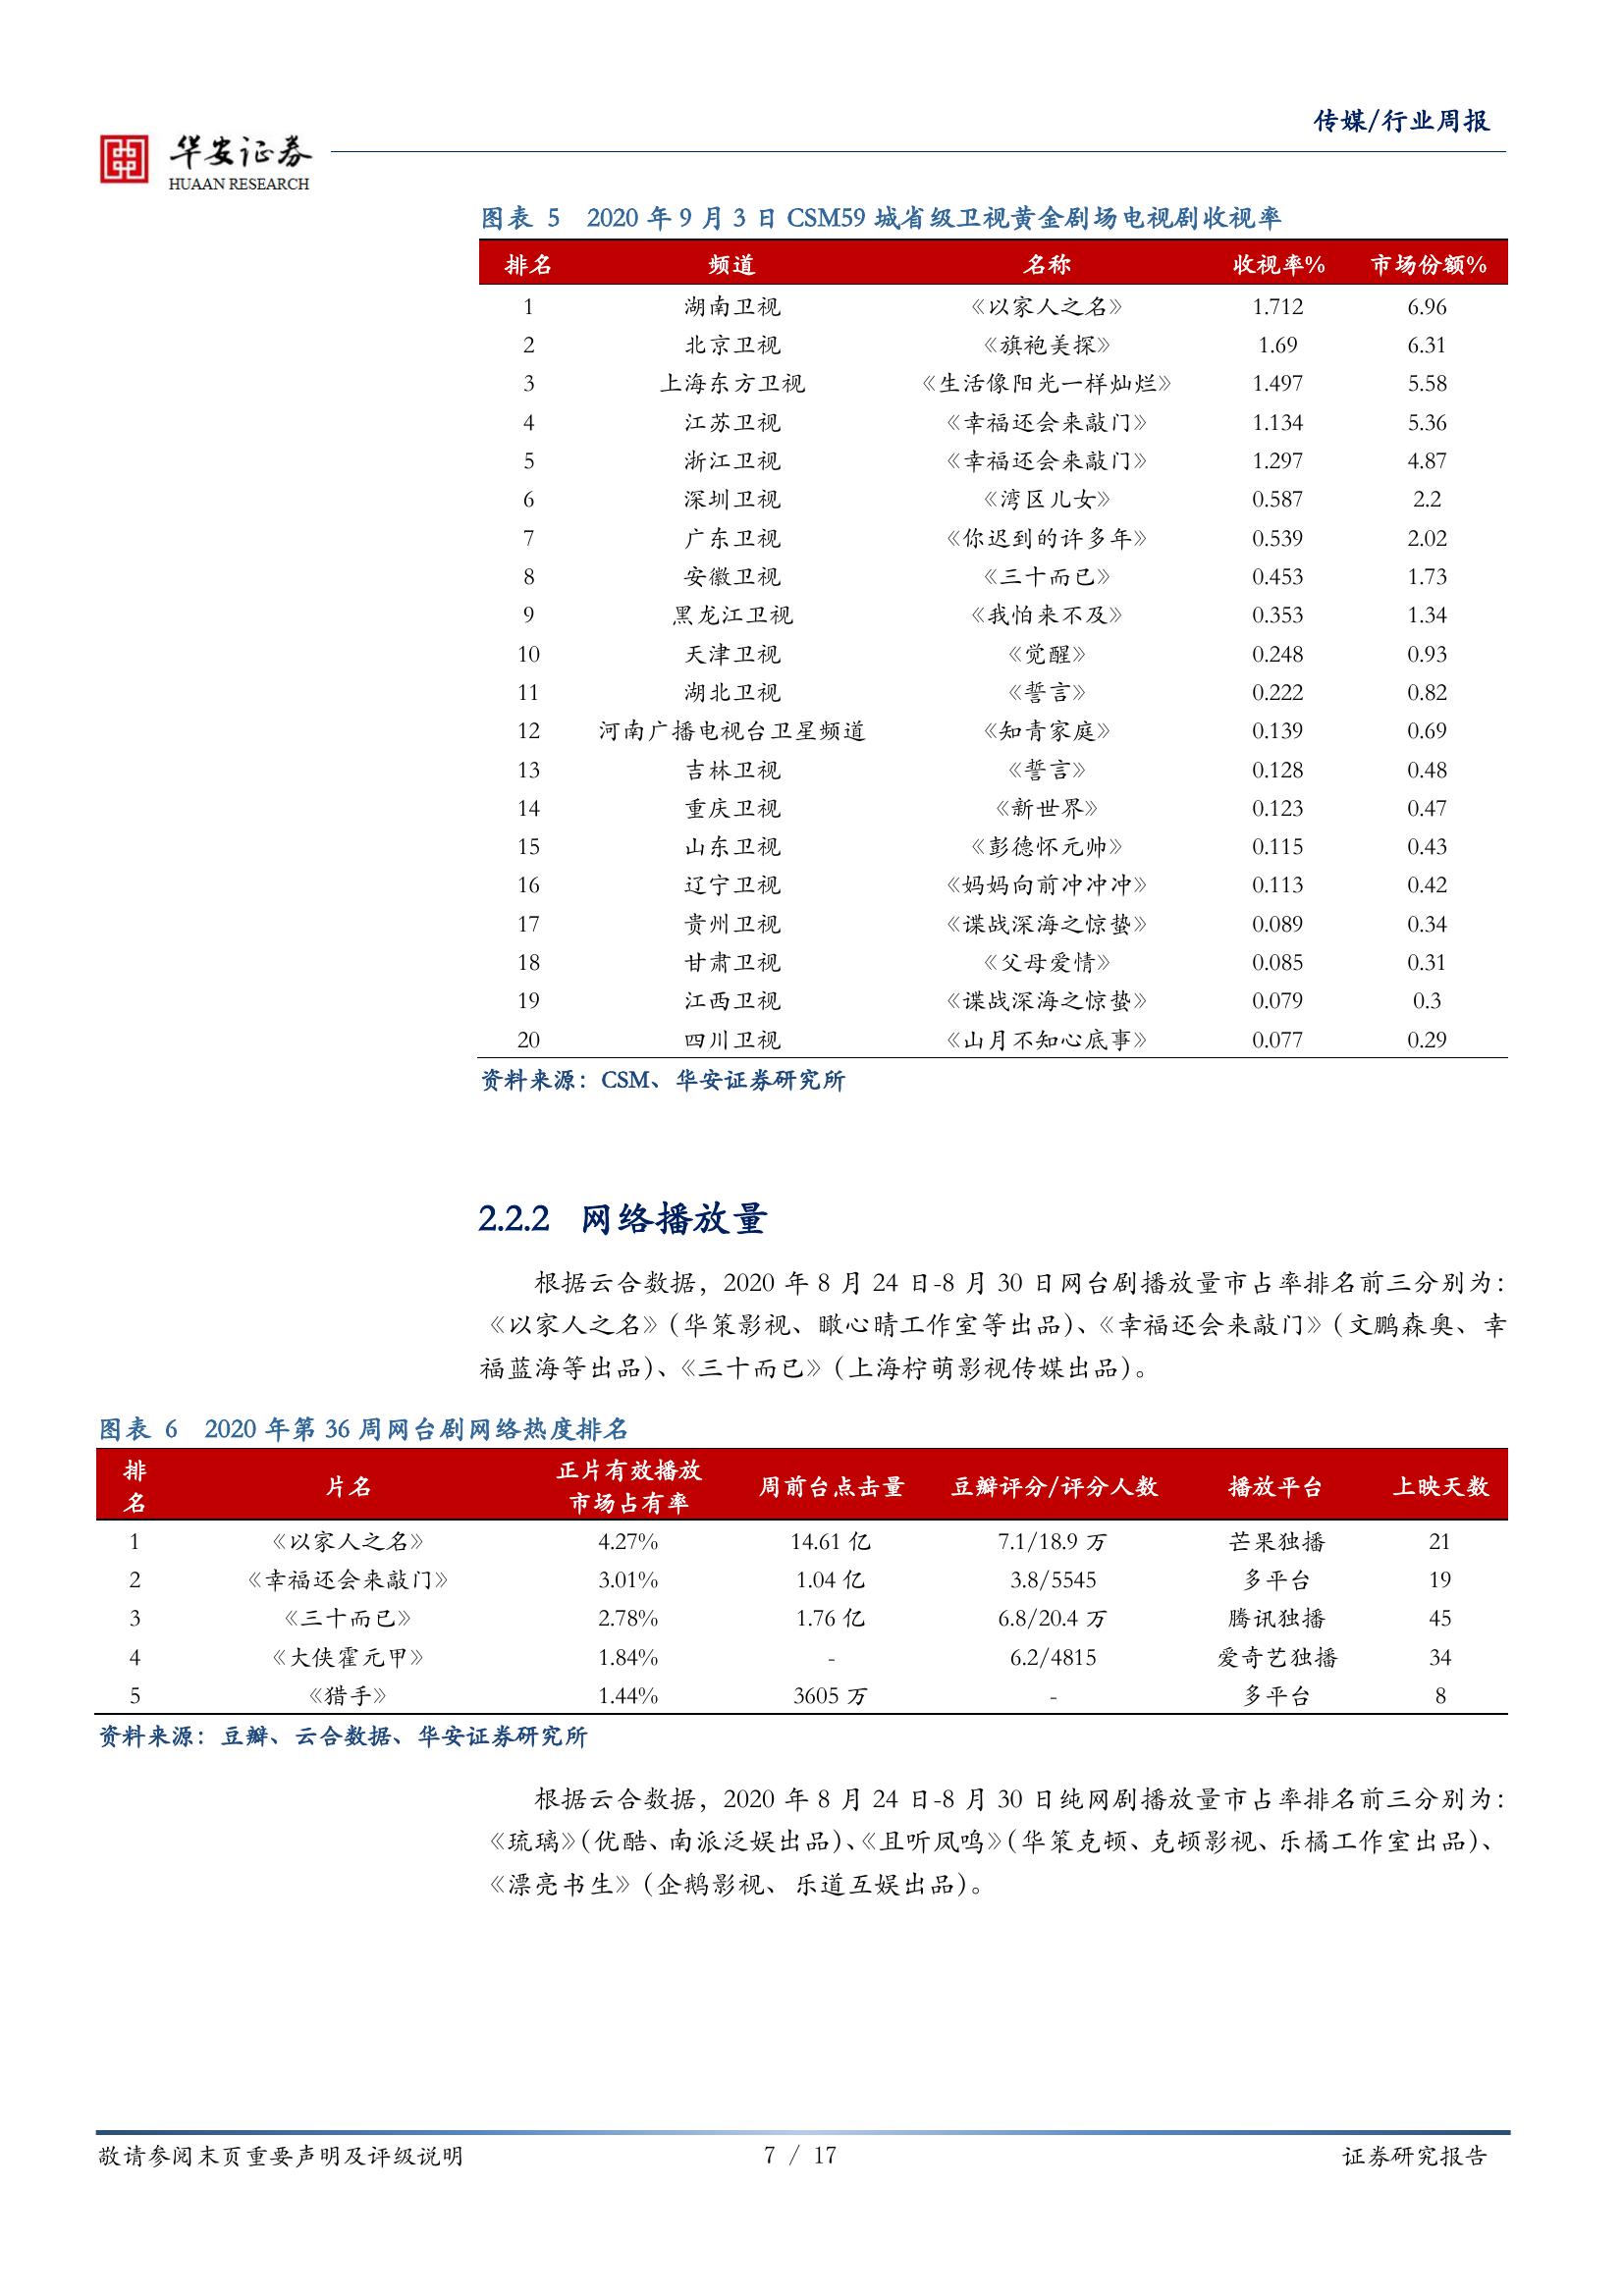 传媒/行业周报
华安证券
HUAAN RESEARCH
图表 5 2020 年 9 月 3 日 CSM59 城省级卫视黄金剧场电视剧收视率
排名 频道 名称 收视率% 市场份额%
1 湖南卫视 《以家人之名》 1.712 6.96
2 北京卫视 《旗袍美探》 1.69 6.31
3 上海东方卫视 《生活像阳光一样灿烂》 1.497 5.58
4 江苏卫视 《幸福还会来敲门》 1.134 5.36
5 浙江卫视 《幸福还会来敲门》 1.297 4.87
6 深圳卫视 《湾区儿女》 0.587 2.2
7 广东卫视 《你迟到的许多年》 0.539 2.02
8 安徽卫视 《三十而已》 0.453 1.73
9 黑龙江卫视 《我怕来不及》 0.353 1.34
10 天津卫视 《觉醒》 0.248 0.93
11 湖北卫视 《誓言》 0.222 0.82
12 河南广播电视台卫星频道 《知青家庭》 0.139 0.69
13 吉林卫视 《誓言》 0.128 0.48
14 重庆卫视 《新世界》 0.123 0.47
15 山东卫视 《彭德怀元帅》 0.115 0.43
16 辽宁卫视 《妈妈向前冲冲冲》 0.113 0.42
17 贵州卫视 《谍战深海之惊蛰》 0.089 0.34
18 甘肃卫视 《父母爱情》 0.085 0.31
19 江西卫视 《谍战深海之惊蛰》 0.079 0.3
20 四川卫视 《山月不知心底事》 0.077 0.29
资料来源：CSM、华安证券研究所
2.2.2 网络播放量
根据云合数据，2020 年 8 月 24 日-8 月 30 日网台剧播放量市占率排名前三分别为：
《以家人之名》（华策影视、瞰心晴工作室等出品）、《幸福还会来敲门》（文鹏森奥、幸
福蓝海等出品）、《三十而已》（上海柠萌影视传媒出品）。
图表 6 2020 年第 36 周网台剧网络热度排名
排名 片名 正片有效播放市场占有率 周前台点击量 豆瓣评分/评分人数 播放平台 上映天数
1 《以家人之名》 4.27% 14.61 亿 7.1/18.9 万 芒果独播 21
2 《幸福还会来敲门》 3.01% 1.04 亿 3.8/5545 多平台 19
3 《三十而已》 2.78% 1.76 亿 6.8/20.4 万 腾讯独播 45
4 《大侠霍元甲》 1.84% - 6.2/4815 爱奇艺独播 34
5 《猎手》 1.44% 3605 万 - 多平台 8
资料来源：豆瓣、云合数据、华安证券研究所
根据云合数据，2020 年 8 月 24 日-8 月 30 日纯网剧播放量市占率排名前三分别为：
《琉璃》（优酷、南派泛娱出品）、《且听凤鸣》（华策克顿、克顿影视、乐橘工作室出品）、
《漂亮书生》（企鹅影视、乐道互娱出品）。
敬请参阅末页重要声明及评级说明 7 / 17 证券研究报告